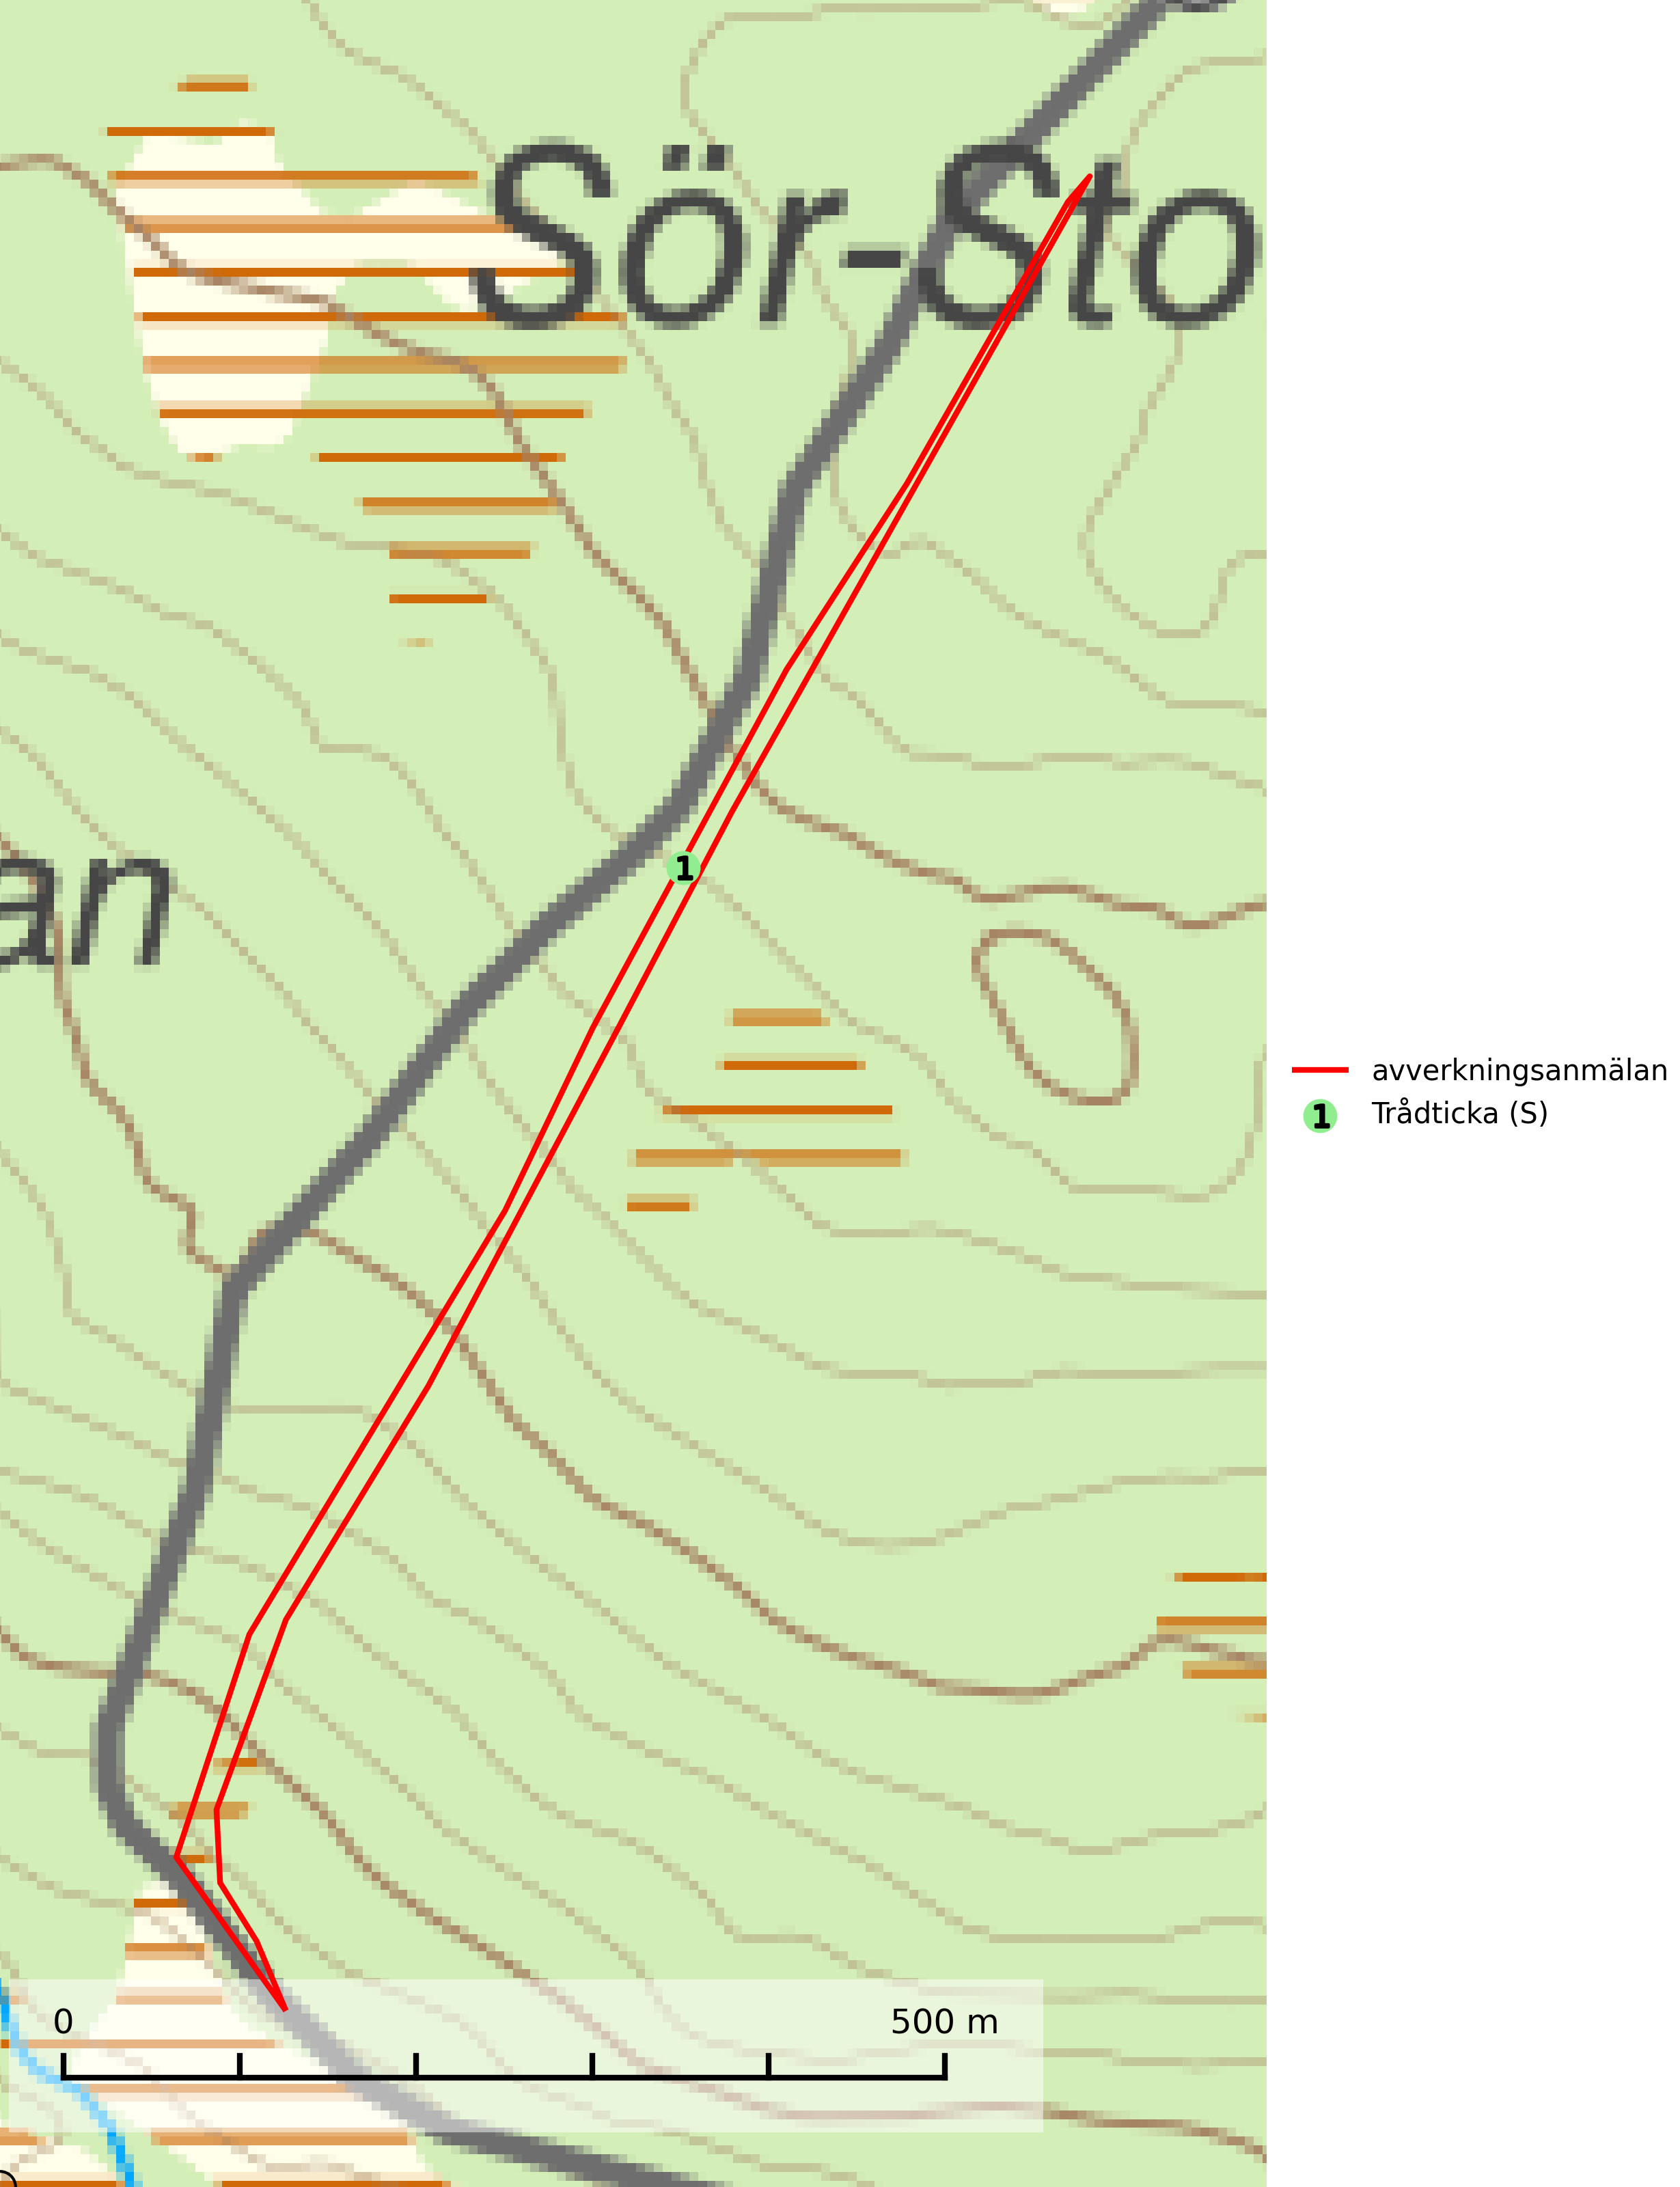 Sör-Sto
an
1
avverkningsanmälan
1 Trådticka (S)
0 500 m